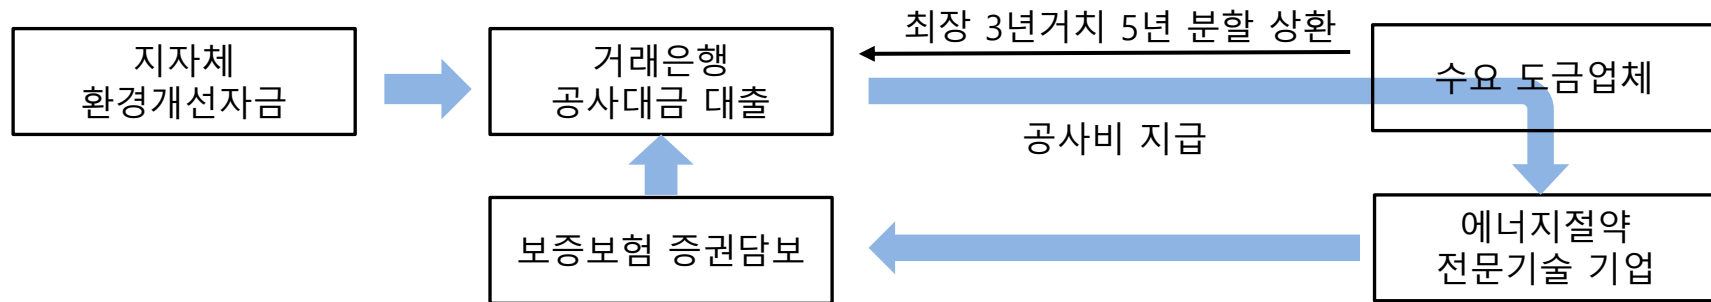 지자체
환경개선자금
거래은행
공사대금 대출
최장 3년거치 5년 분할 상환
수요 도금업체
공사비 지급
보증보험 증권담보
에너지절약
전문기술 기업